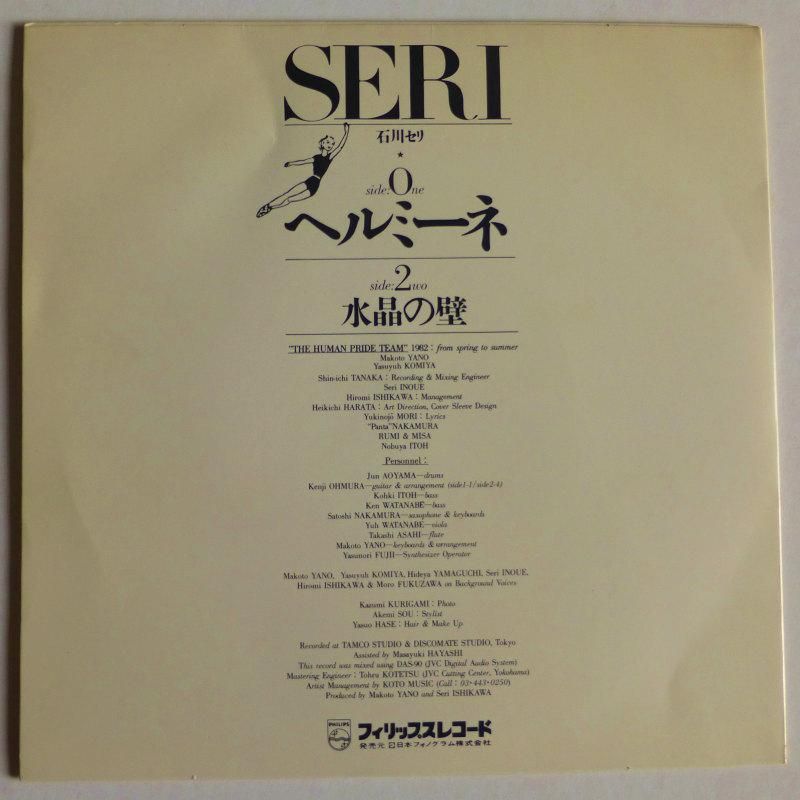 SERI
石川セリ
★
side:One
ヘルミーネ
side:2wo
水晶の壁
"THE HUMAN PRIDE TEAM" 1982 : from spring to summer
Makoto YANO
Yasuyuh KOMIYA
Shin-ichi TANAKA : Recording & Mixing Engineer
Seri INOUE
Hiromi ISHIKAWA : Management
Heikichi HARATA : Art Direction, Cover Sleeve Design
Yukinojō MORI : Lyrics
"Panta" NAKAMURA
RUMI & MISA
Nobuya ITOH
Personnel :
Jun AOYAMA—drums
Kenji OHMURA—guitar & arrangement (side1-1/side2-4)
Kohki ITOH—bass
Ken WATANABE—bass
Satoshi NAKAMURA—saxophone & keyboards
Yuh WATANABE—viola
Takashi ASAHI—flute
Makoto YANO—keyboards & arrangement
Yasunori FUJII—Synthesizer Operator
Makoto YANO, Yasuyuh KOMIYA, Hideya YAMAGUCHI, Seri INOUE,
Hiromi ISHIKAWA & Moro FUKUZAWA on Background Voices
Kazumi KURIGAMI : Photo
Akemi SOU : Stylist
Yasuo HASE : Hair & Make Up
Recorded at TAMCO STUDIO & DISCOMATE STUDIO, Tokyo
Assisted by Masayuki HAYASHI
This record was mixed using DAS-90 (JVC Digital Audio System)
Mastering Engineer : Tohru KOTETSU (JVC Cutting Center, Yokohama)
Artist Management by KOTO MUSIC (Call : 03-443-0250)
Produced by Makoto YANO and Seri ISHIKAWA
PHILIPS
フィリップスレコード
発売元 日本フォノグラム株式会社